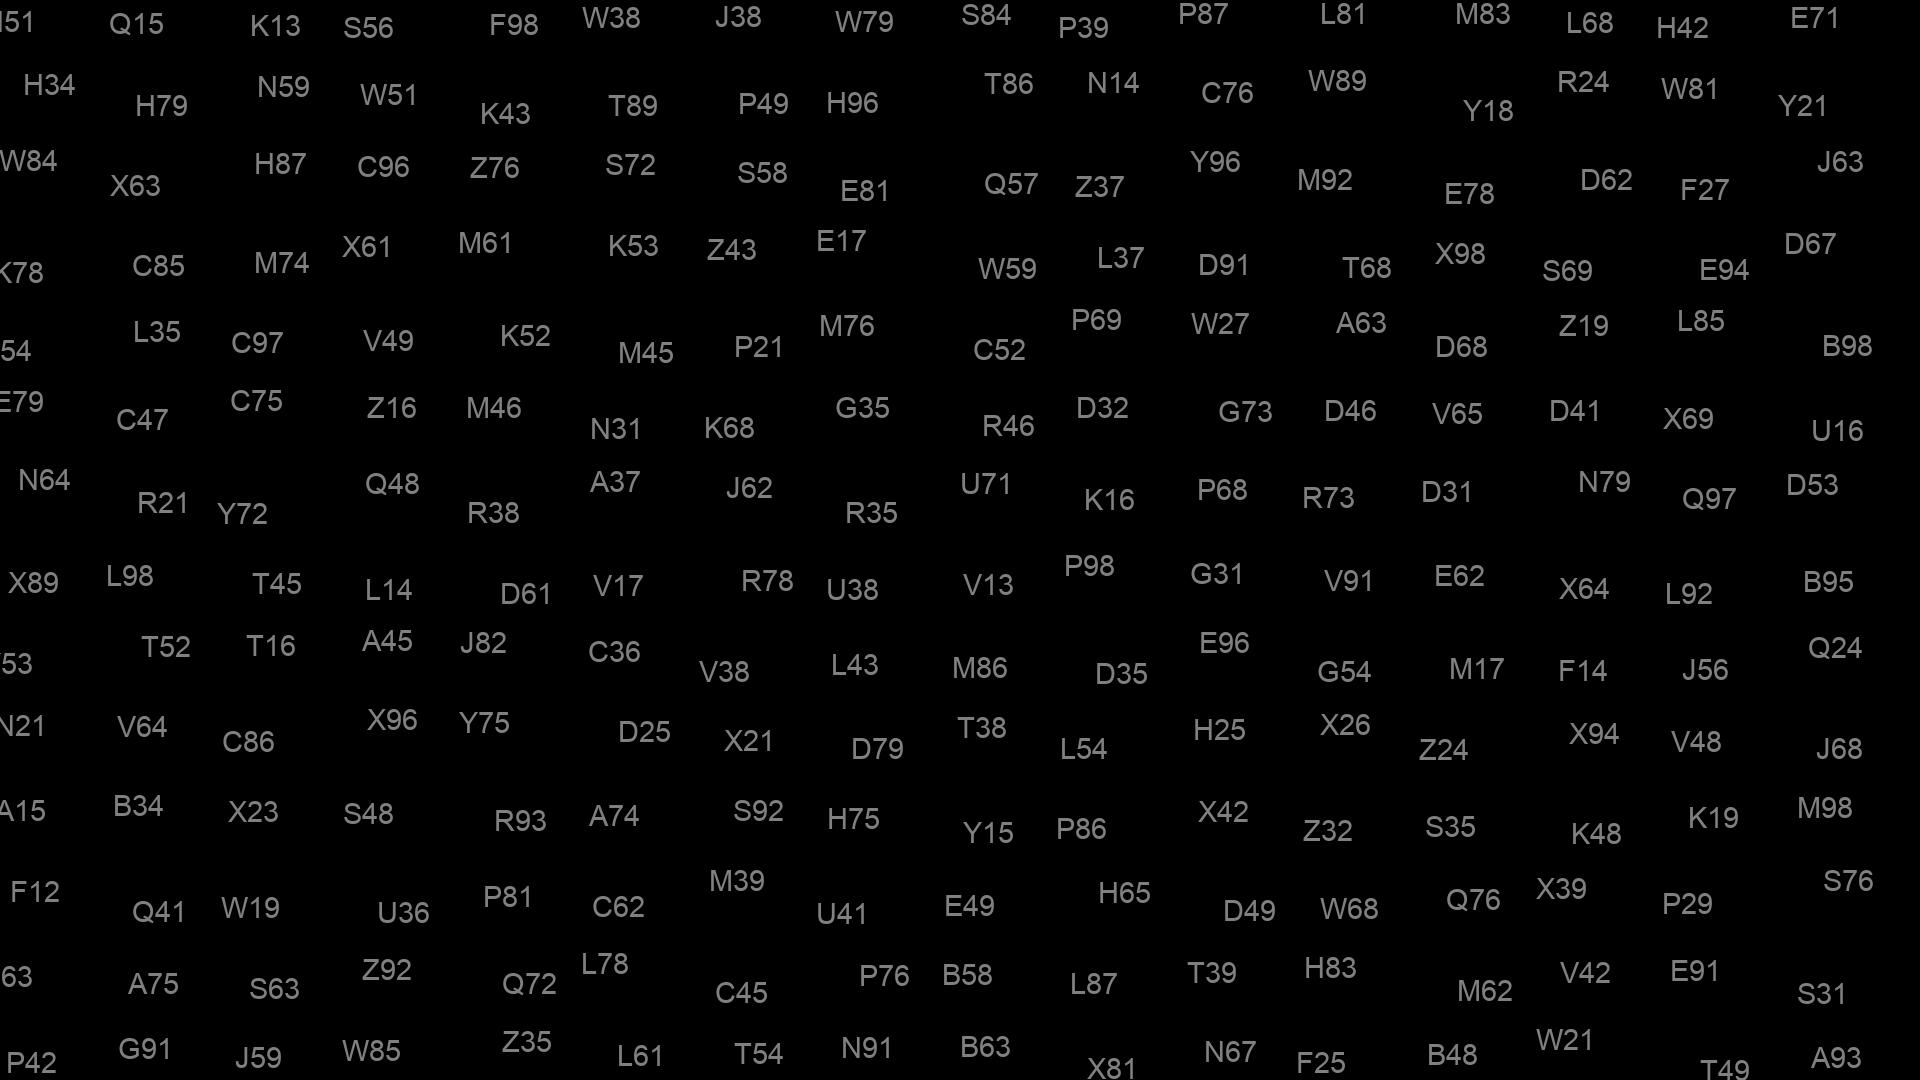 51 Q15 K13 S56 F98 W38 J38 W79 S84 P39 P87 L81 M83 L68 H42 E71
H34 H79 N59 W51 K43 T89 P49 H96 T86 N14 C76 W89 Y18 R24 W81 Y21
W84 X63 H87 C96 Z76 S72 S58 E81 Q57 Z37 Y96 M92 E78 D62 F27 J63
K78 C85 M74 X61 M61 K53 Z43 E17 W59 L37 D91 T68 X98 S69 E94 D67
54 L35 C97 V49 K52 M45 P21 M76 C52 P69 W27 A63 D68 Z19 L85 B98
E79 C47 C75 Z16 M46 N31 K68 G35 R46 D32 G73 D46 V65 D41 X69 U16
N64 R21 Y72 Q48 R38 A37 J62 R35 U71 K16 P68 R73 D31 N79 Q97 D53
X89 L98 T45 L14 D61 V17 R78 U38 V13 P98 G31 V91 E62 X64 L92 B95
53 T52 T16 A45 J82 C36 V38 L43 M86 D35 E96 G54 M17 F14 J56 Q24
N21 V64 C86 X96 Y75 D25 X21 D79 T38 L54 H25 X26 Z24 X94 V48 J68
A15 B34 X23 S48 R93 A74 S92 H75 Y15 P86 X42 Z32 S35 K48 K19 M98
F12 Q41 W19 U36 P81 C62 M39 U41 E49 H65 D49 W68 Q76 X39 P29 S76
63 A75 S63 Z92 Q72 L78 C45 P76 B58 L87 T39 H83 M62 V42 E91 S31
P42 G91 J59 W85 Z35 L61 T54 N91 B63 X81 N67 F25 B48 W21 T49 A93